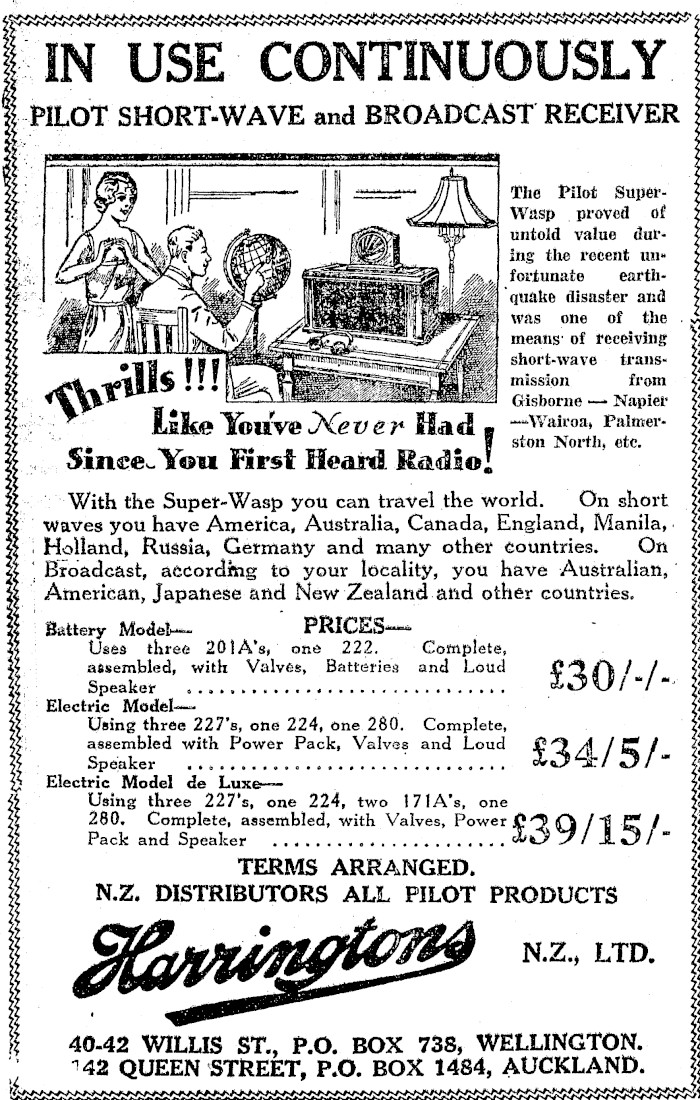 IN USE CONTINUOUSLY
PILOT SHORT-WAVE and BROADCAST RECEIVER
The Pilot Super-
Wasp proved of
untold value dur-
ing the recent un-
fortunate earth-
quake disaster and
was one of the
means of receiving
short-wave trans-
mission from
Gisborne — Napier
—Wairoa, Palmer-
ston North, etc.
Thrills!!!
Like You've Never Had
Since You First Heard Radio!
With the Super-Wasp you can travel the world. On short
waves you have America, Australia, Canada, England, Manila,
Holland, Russia, Germany and many other countries. On
Broadcast, according to your locality, you have Australian,
American, Japanese and New Zealand and other countries.
PRICES—
Battery Model—
Uses three 201A's, one 222. Complete,
assembled, with Valves, Batteries and Loud
Speaker ................................ £30/-/-
Electric Model—
Using three 227's, one 224, one 280. Complete,
assembled with Power Pack, Valves and Loud
Speaker ................................ £34/5/-
Electric Model de Luxe—
Using three 227's, one 224, two 171A's, one
280. Complete, assembled, with Valves, Power
Pack and Speaker ....................... £39/15/-
TERMS ARRANGED.
N.Z. DISTRIBUTORS ALL PILOT PRODUCTS
Harringtons N.Z., LTD.
40-42 WILLIS ST., P.O. BOX 738, WELLINGTON.
142 QUEEN STREET, P.O. BOX 1484, AUCKLAND.